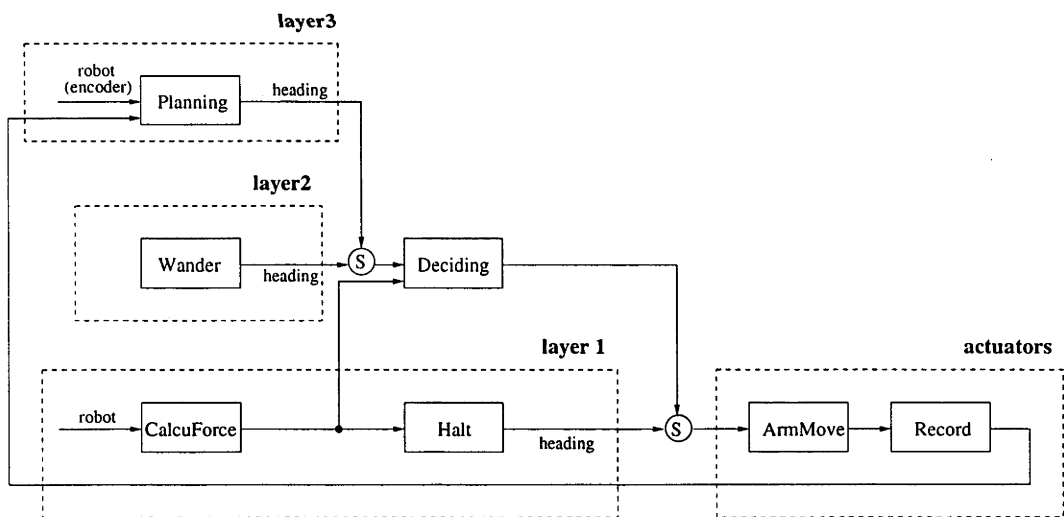 layer3
robot
(encoder)
Planning
heading
layer2
Wander
heading
S
Deciding
layer 1
actuators
robot
CalcuForce
Halt
heading
S
ArmMove
Record